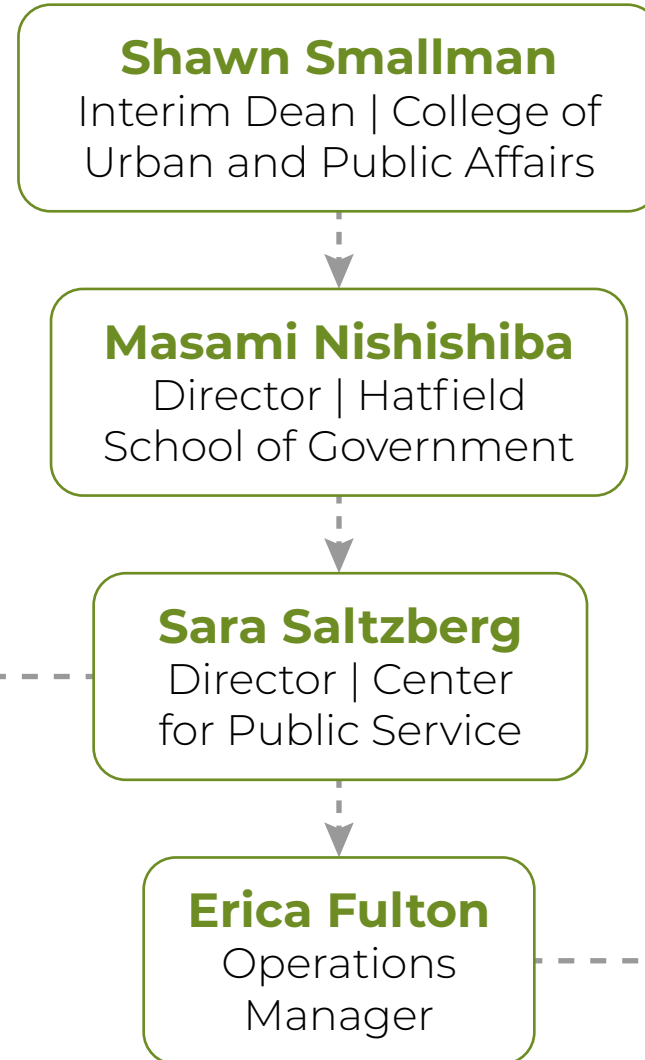 Shawn Smallman
Interim Dean | College of
Urban and Public Affairs
Masami Nishishiba
Director | Hatfield
School of Government
Sara Saltzberg
Director | Center
for Public Service
Erica Fulton
Operations
Manager